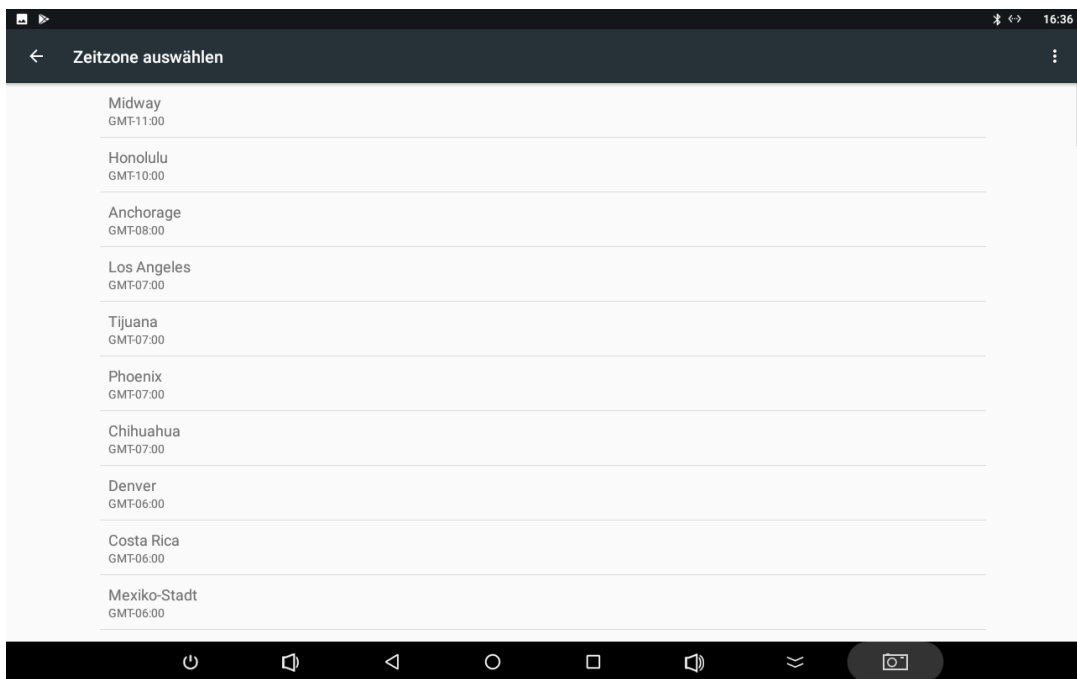 16:36
Zeitzone auswählen
Midway
GMT-11:00
Honolulu
GMT-10:00
Anchorage
GMT-08:00
Los Angeles
GMT-07:00
Tijuana
GMT-07:00
Phoenix
GMT-07:00
Chihuahua
GMT-07:00
Denver
GMT-06:00
Costa Rica
GMT-06:00
Mexiko-Stadt
GMT-06:00